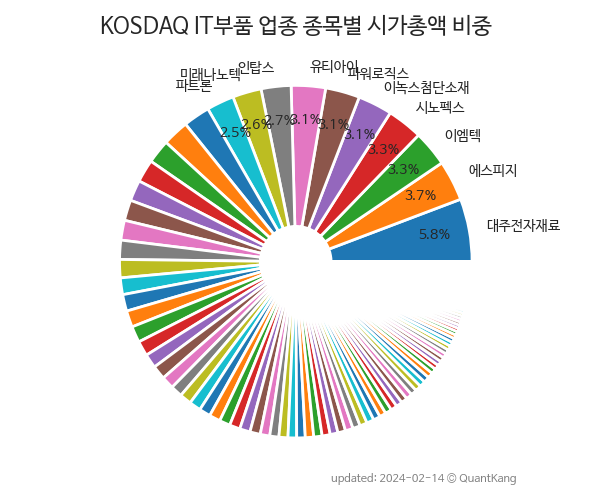 KOSDAQ IT부품 업종 종목별 시가총액 비중
대주전자재료
에스피지
이엠텍
시노펙스
이녹스첨단소재
파워로직스
유티아이
인탑스
미래나노텍
파트론
5.8%
3.7%
3.3%
3.3%
3.1%
3.1%
3.1%
2.7%
2.6%
2.5%
updated: 2024-02-14 © QuantKang